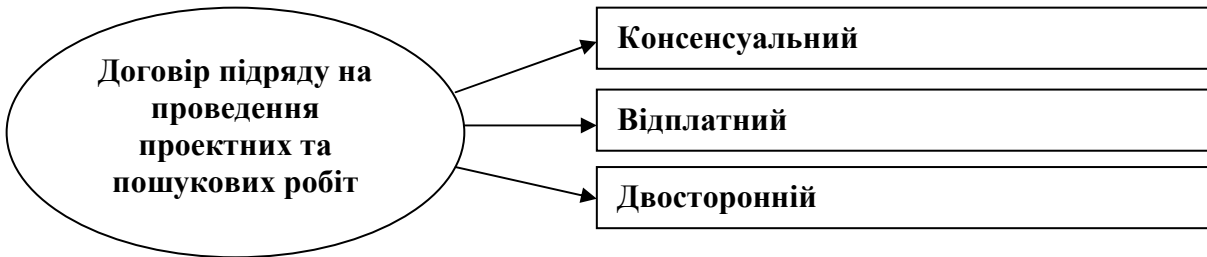 Договір підряду на
проведення
проектних та
пошукових робіт
Консенсуальний
Відплатний
Двосторонній